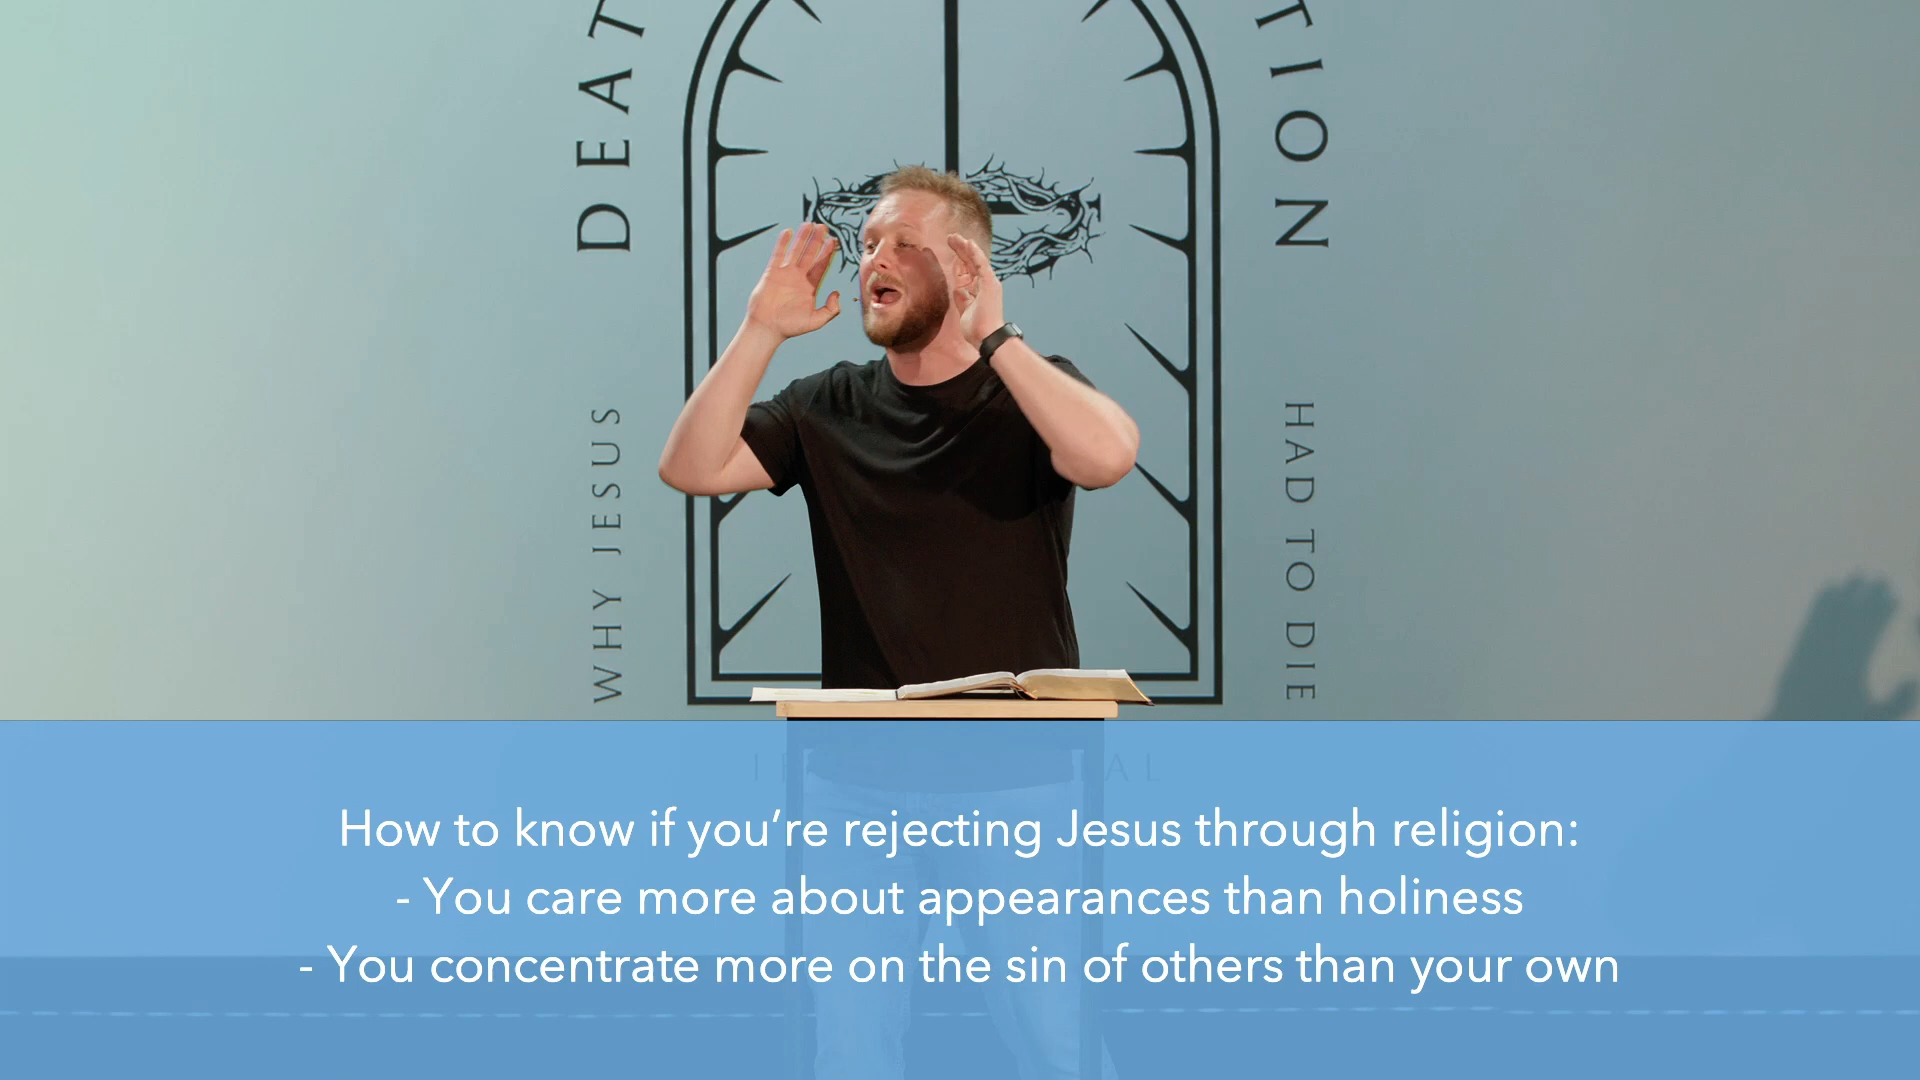 DEAT
TION
WHY JESUS
HAD TO DIE
How to know if you’re rejecting Jesus through religion:
- You care more about appearances than holiness
- You concentrate more on the sin of others than your own